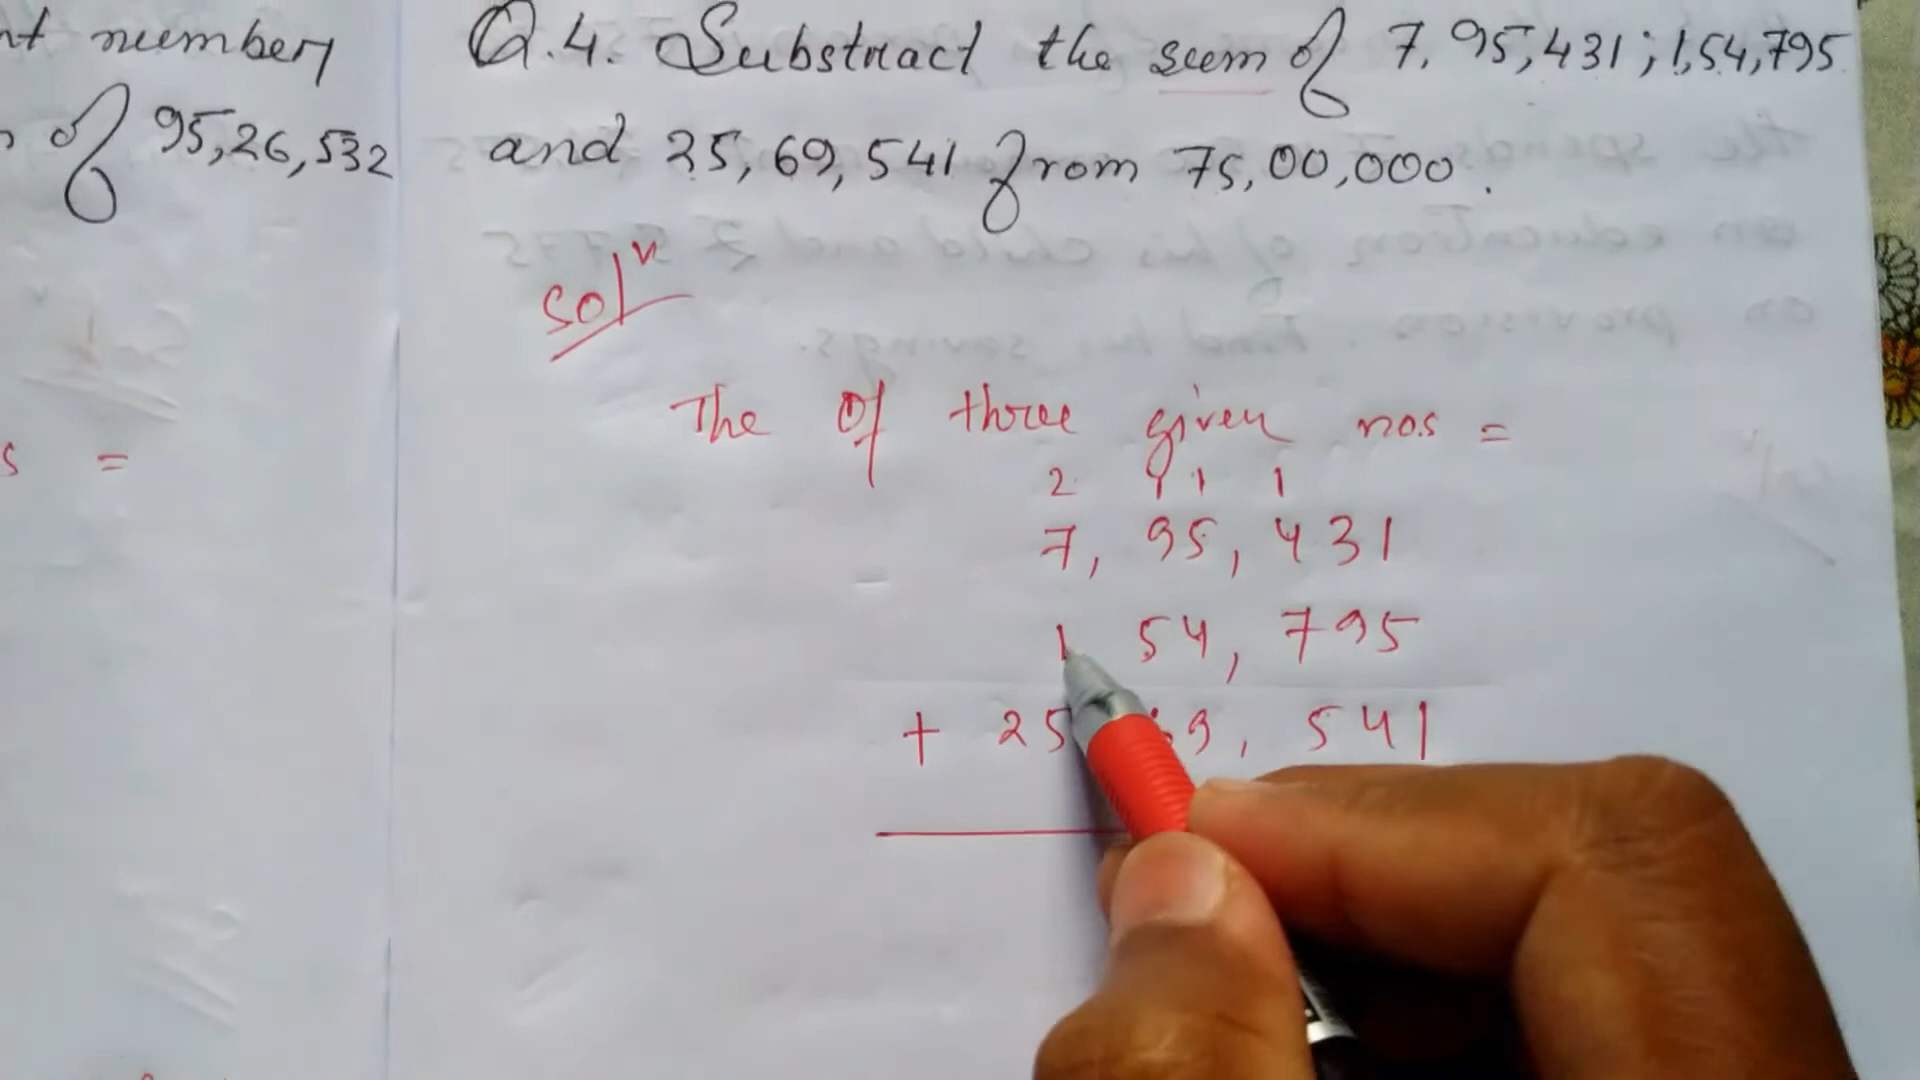 nt number
of 95,26,532
s =
Q.4. Substract the sum of 7,95,431 ; 1,54,795
and 25,69,541 from 75,00,000.
Solⁿ
The of three given nos =
2 1 1 1
7, 95, 431
1 54, 795
+ 25 69, 541